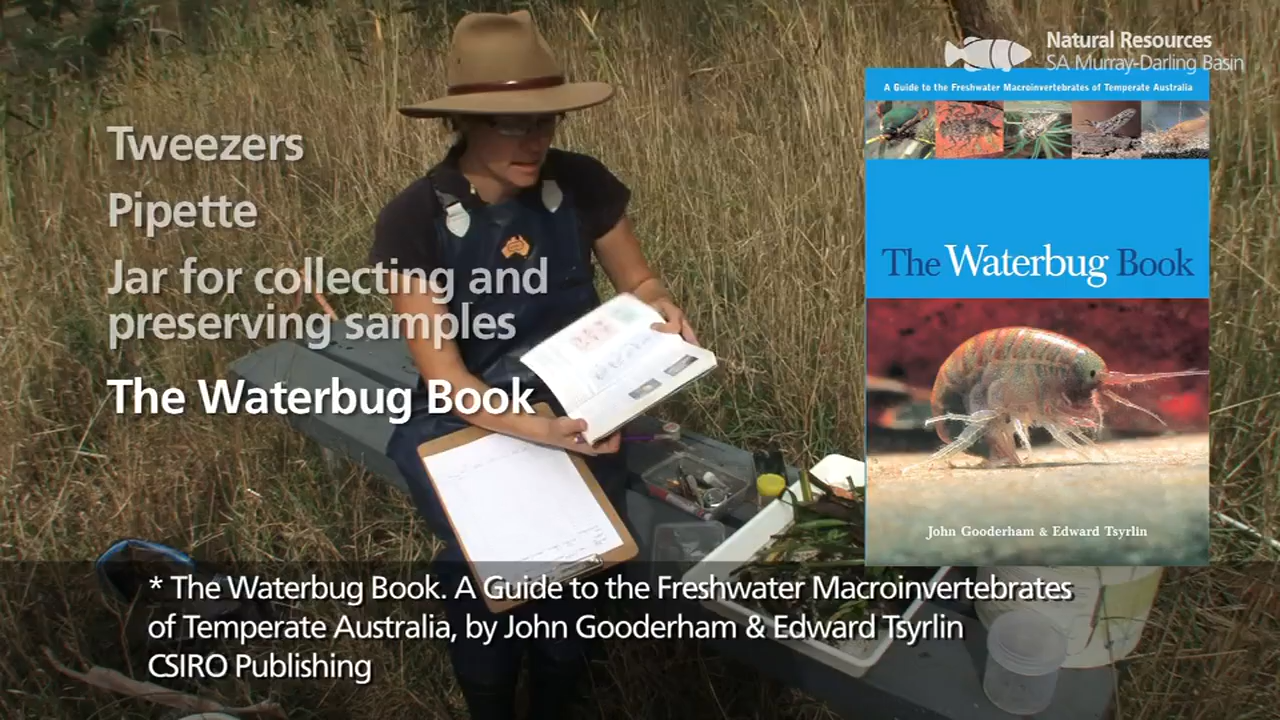 Natural Resources
SA Murray-Darling Basin
A Guide to the Freshwater Macroinvertebrates of Temperate Australia
The Waterbug Book
John Gooderham & Edward Tsyrlin
Tweezers
Pipette
Jar for collecting and
preserving samples
The Waterbug Book
* The Waterbug Book. A Guide to the Freshwater Macroinvertebrates
of Temperate Australia, by John Gooderham & Edward Tsyrlin
CSIRO Publishing